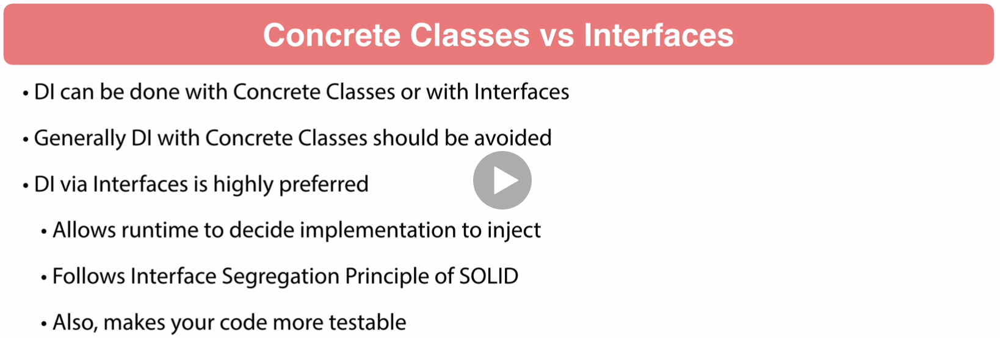 Concrete Classes vs Interfaces
• DI can be done with Concrete Classes or with Interfaces
• Generally DI with Concrete Classes should be avoided
• DI via Interfaces is highly preferred
• Allows runtime to decide implementation to inject
• Follows Interface Segregation Principle of SOLID
• Also, makes your code more testable